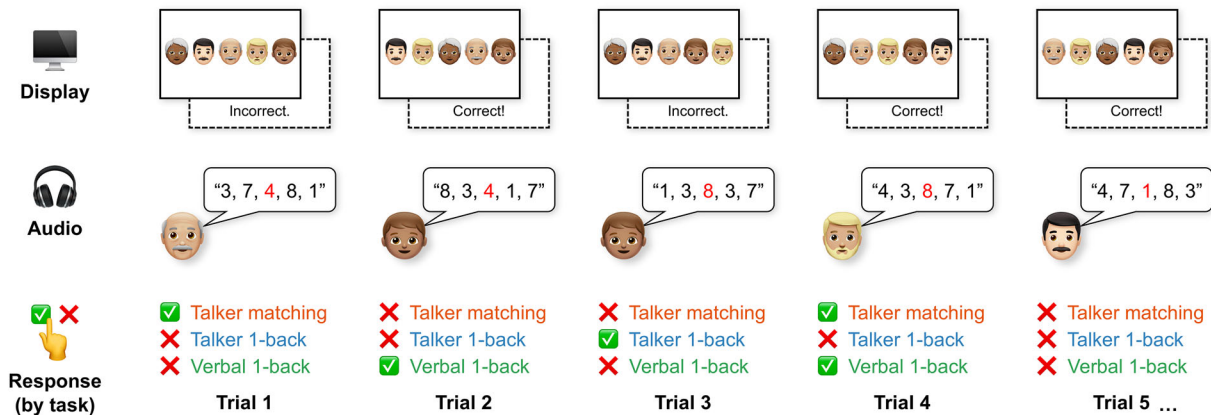 Display
Incorrect.
Correct!
Incorrect.
Correct!
Correct!
Audio
“3, 7, 4, 8, 1”
“8, 3, 4, 1, 7”
“1, 3, 8, 3, 7”
“4, 3, 8, 7, 1”
“4, 7, 1, 8, 3”
Response
(by task)
Talker matching
Talker 1-back
Verbal 1-back
Trial 1
Talker matching
Talker 1-back
Verbal 1-back
Trial 2
Talker matching
Talker 1-back
Verbal 1-back
Trial 3
Talker matching
Talker 1-back
Verbal 1-back
Trial 4
Talker matching
Talker 1-back
Verbal 1-back
Trial 5 ...